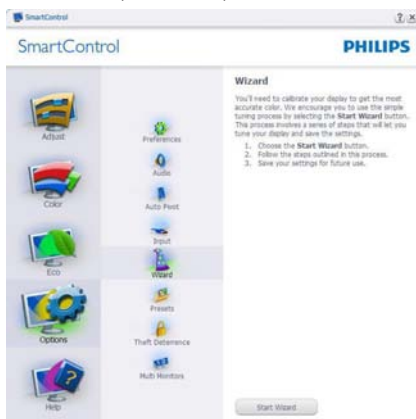 SmartControl
SmartControl
PHILIPS
Adjust
Color
Eco
Options
Help
Preferences
Audio
Auto Pivot
Input
Wizard
Presets
Theft Deterrence
Multi Monitors
Wizard
You'll need to calibrate your display to get the most
accurate color. We encourage you to use the simple
tuning process by selecting the Start Wizard button.
This process involves a series of steps that will let you
tune your display and save the settings.
1. Choose the Start Wizard button.
2. Follow the steps outlined in this process.
3. Save your settings for future use.
Start Wizard